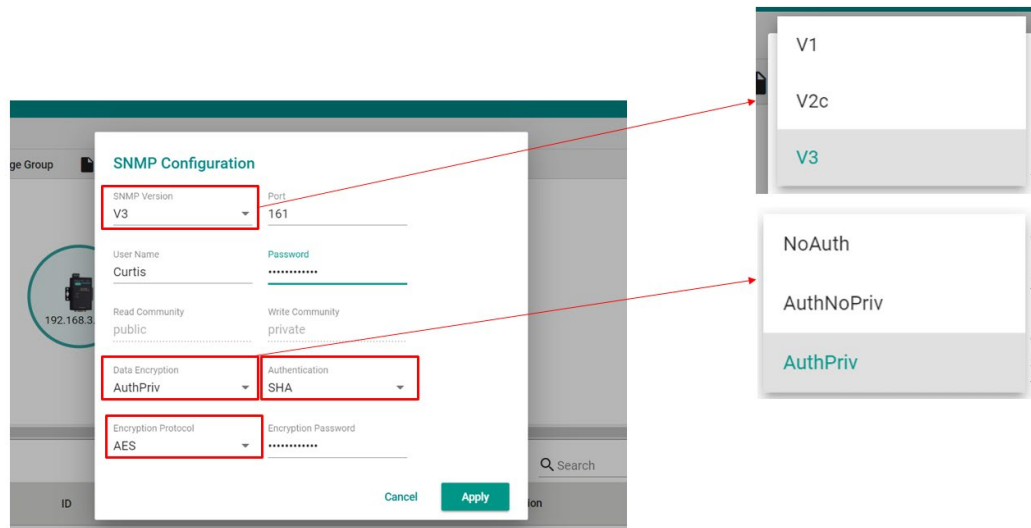 ge Group
SNMP Configuration
SNMP Version
Port
V3
161
User Name
Password
Curtis
••••••••••••
Read Community
Write Community
public
private
Data Encryption
Authentication
AuthPriv
SHA
Encryption Protocol
Encryption Password
AES
••••••••••••
Cancel
Apply
192.168.3.
Search
ID
ion
V1
V2c
V3
NoAuth
AuthNoPriv
AuthPriv